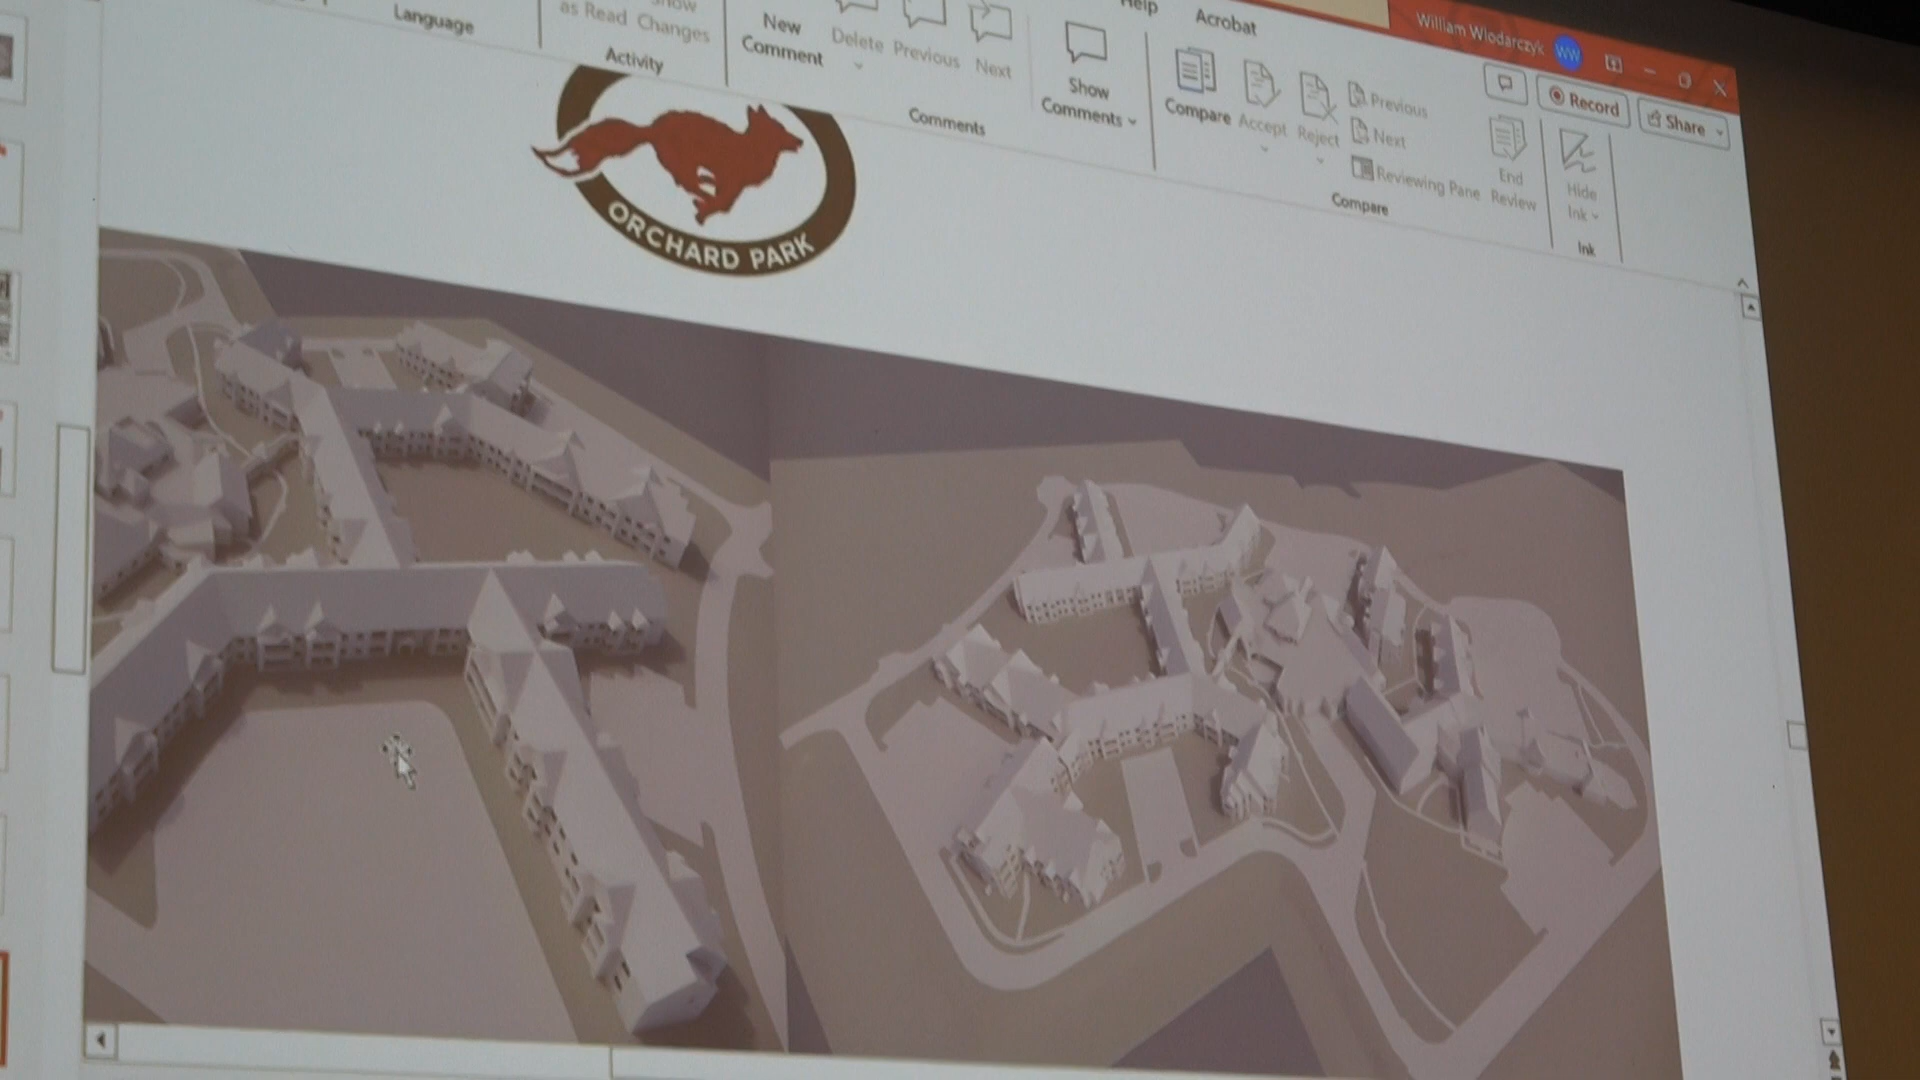 Language
as Read
Changes
Activity
New
Comment
Delete
Previous
Next
Comments
Show
Comments
Help
Acrobat
Compare
Accept
Reject
Previous
Next
Reviewing Pane
Compare
End
Review
Hide
Ink
Ink
William Wlodarczyk
WW
Record
Share
ORCHARD PARK